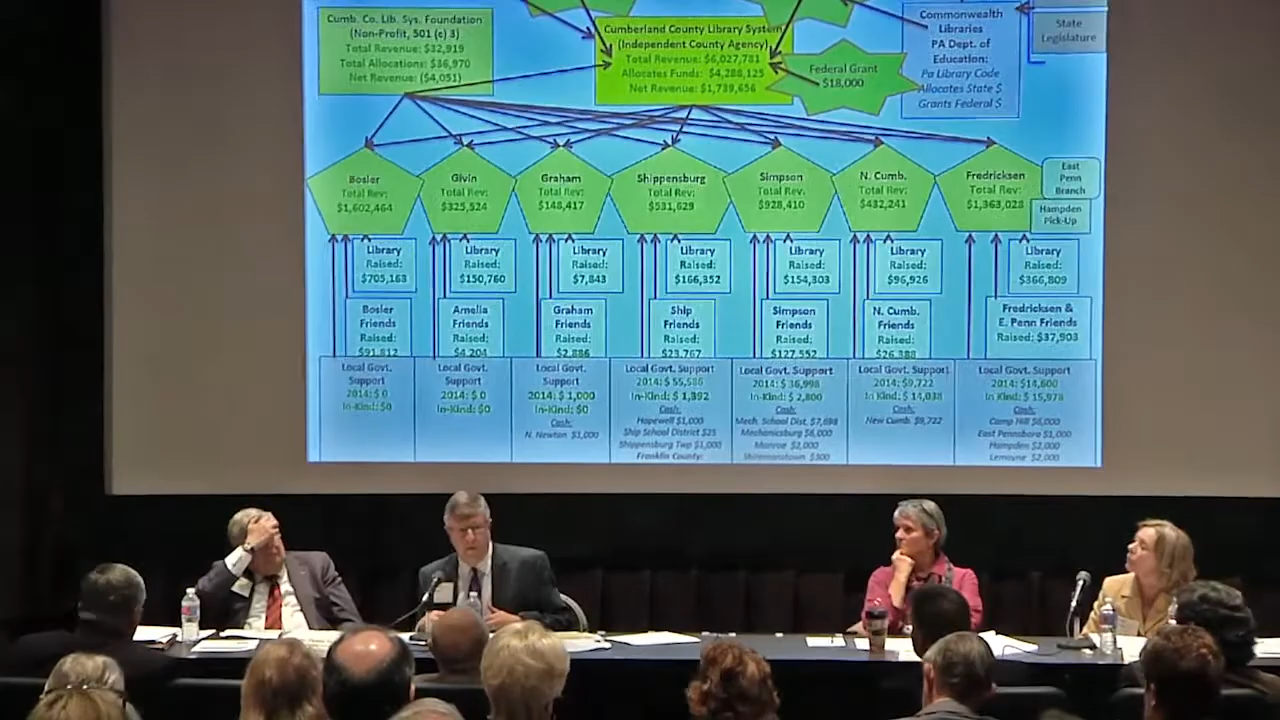 Cumb. Co. Lib. Sys. Foundation
(Non-Profit, 501 (c) 3)
Total Revenue: $32,919
Total Allocations: $36,970
Net Revenue: ($4,051)
Cumberland County Library System
(Independent County Agency)
Total Revenue: $6,027,781
Allocates Funds: $4,288,125
Net Revenue: $1,739,656
Federal Grant
$18,000
Commonwealth
Libraries
PA Dept. of
Education:
Pa Library Code
Allocates State $
Grants Federal $
State
Legislature
Bosler
Total Rev:
$1,602,464
Givin
Total Rev:
$325,524
Graham
Total Rev:
$148,417
Shippensburg
Total Rev:
$531,629
Simpson
Total Rev:
$928,410
N. Cumb.
Total Rev:
$432,241
Fredricksen
Total Rev:
$1,363,028
East
Penn
Branch
Hampden
Pick-Up
Library
Raised:
$705,163
Library
Raised:
$150,760
Library
Raised:
$7,843
Library
Raised:
$166,352
Library
Raised:
$154,303
Library
Raised:
$96,926
Library
Raised:
$366,809
Bosler
Friends
Raised:
$91,812
Amelia
Friends
Raised:
$4,204
Graham
Friends
Raised:
$2,886
Ship
Friends
Raised:
$23,767
Simpson
Friends
Raised:
$127,552
N. Cumb.
Friends
Raised:
$26,388
Fredricksen &
E. Penn Friends
Raised: $37,903
Local Govt.
Support
2014: $ 0
In-Kind: $0
Local Govt.
Support
2014: $ 0
In-Kind: $0
Local Govt.
Support
2014: $ 1,000
In-Kind: $0
Cash:
N. Newton $1,000
Local Govt. Support
2014: $ 55,586
In-Kind: $ 1,892
Cash:
Hopewell $1,000
Ship School District $25
Shippensburg Twp $1,000
Franklin County:
Local Govt. Support
2014: $ 36,998
In-Kind: $ 2,800
Cash:
Mech. School Dist. $7,698
Mechanicsburg $6,000
Monroe $2,000
Shiremanstown $300
Local Govt. Support
2014: $9,722
In Kind: $ 14,038
Cash:
New Cumb. $9,722
Local Govt. Support
2014: $14,600
In Kind: $ 15,978
Cash:
Camp Hill $6,000
East Pennsboro $1,000
Hampden $2,000
Lemoyne $2,000